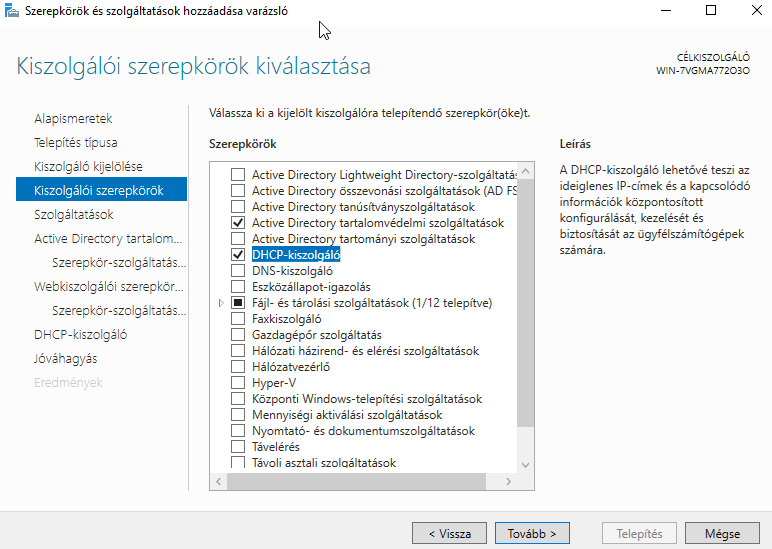 Szerepkörök és szolgáltatások hozzáadása varázsló
Kiszolgálói szerepkörök kiválasztása
CÉLKISZOLGÁLÓ
WIN-7VGMA772O3O
Alapismeretek
Telepítés típusa
Kiszolgáló kijelölése
Kiszolgálói szerepkörök
Szolgáltatások
Active Directory tartalom...
Szerepkör-szolgáltatás...
Webkiszolgálói szerepkör...
Szerepkör-szolgáltatás...
DHCP-kiszolgáló
Jóváhagyás
Eredmények
Válassza ki a kijelölt kiszolgálóra telepítendő szerepkör(öke)t.
Szerepkörök
Active Directory Lightweight Directory-szolgáltatás
Active Directory összevonási szolgáltatások (AD FS
Active Directory tanúsítványszolgáltatások
Active Directory tartalomvédelmi szolgáltatások
Active Directory tartományi szolgáltatások
DHCP-kiszolgáló
DNS-kiszolgáló
Eszközállapot-igazolás
Fájl- és tárolási szolgáltatások (1/12 telepítve)
Faxkiszolgáló
Gazdagépőr szolgáltatás
Hálózati házirend- és elérési szolgáltatások
Hálózatvezérlő
Hyper-V
Központi Windows-telepítési szolgáltatások
Mennyiségi aktiválási szolgáltatások
Nyomtató- és dokumentumszolgáltatások
Távelérés
Távoli asztali szolgáltatások
Leírás
A DHCP-kiszolgáló lehetővé teszi az
ideiglenes IP-címek és a kapcsolódó
információk központosított
konfigurálását, kezelését és
biztosítását az ügyfélszámítógépek
számára.
< Vissza
Tovább >
Telepítés
Mégse